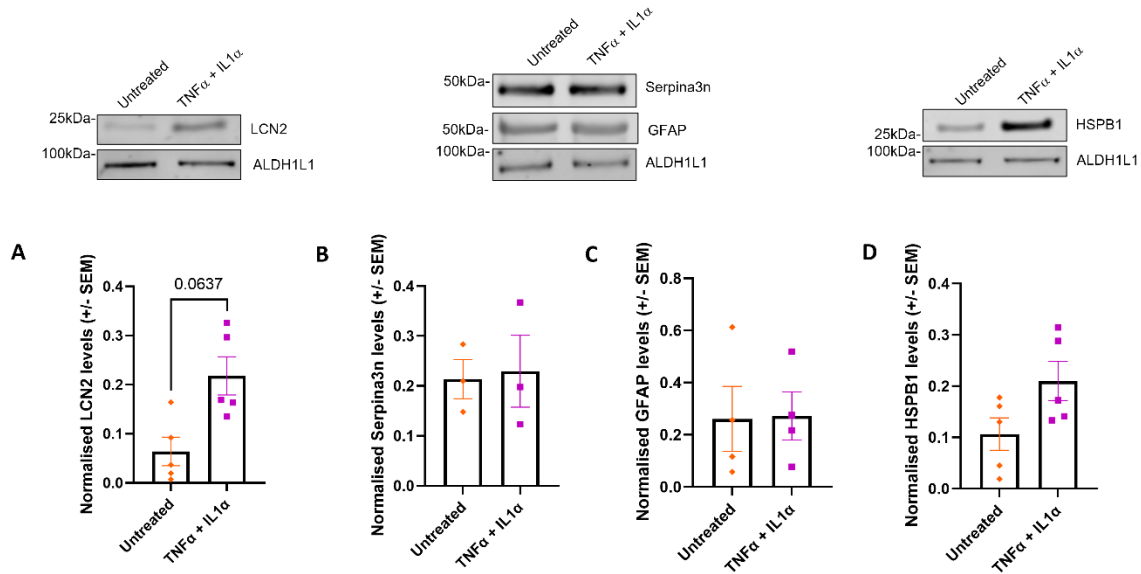 Untreated
TNFα + IL1α
25kDa-
LCN2
100kDa-
ALDH1L1
Untreated
TNFα + IL1α
50kDa-
Serpina3n
50kDa-
GFAP
100kDa-
ALDH1L1
Untreated
TNFα + IL1α
25kDa-
HSPB1
100kDa-
ALDH1L1
A
Normalised LCN2 levels (+/- SEM)
0.4
0.3
0.2
0.1
0.0
0.0637
Untreated
TNFα + IL1α
B
Normalised Serpina3n levels (+/- SEM)
0.4
0.3
0.2
0.1
0.0
Untreated
TNFα + IL1α
C
Normalised GFAP levels (+/- SEM)
0.8
0.6
0.4
0.2
0.0
Untreated
TNFα + IL1α
D
Normalised HSPB1 levels (+/- SEM)
0.4
0.3
0.2
0.1
0.0
Untreated
TNFα + IL1α